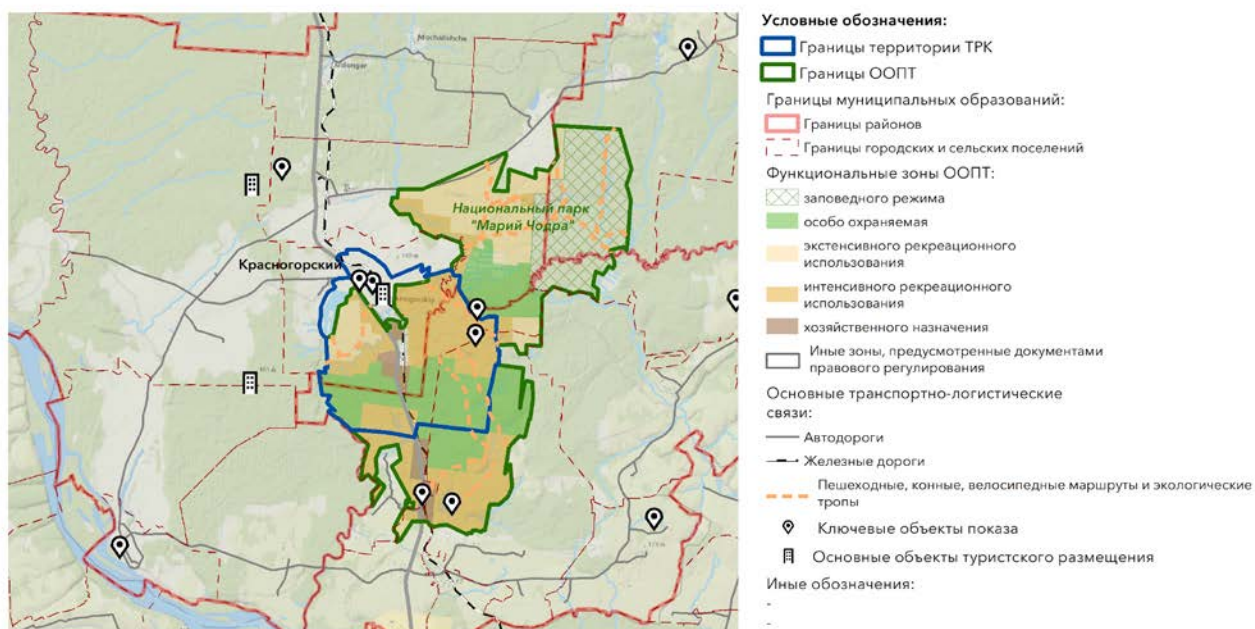 Mochalishche
Национальный парк
"Марий Чодра"
Красногорский
Условные обозначения:
Границы территории ТРК
Границы ООПТ
Границы муниципальных образований:
Границы районов
Границы городских и сельских поселений
Функциональные зоны ООПТ:
заповедного режима
особо охраняемая
экстенсивного рекреационного
использования
интенсивного рекреационного
использования
хозяйственного назначения
Иные зоны, предусмотренные документами
правового регулирования
Основные транспортно-логистические
связи:
Автодороги
Железные дороги
Пешеходные, конные, велосипедные маршруты и экологические
тропы
Ключевые объекты показа
Основные объекты туристского размещения
Иные обозначения:
-
-